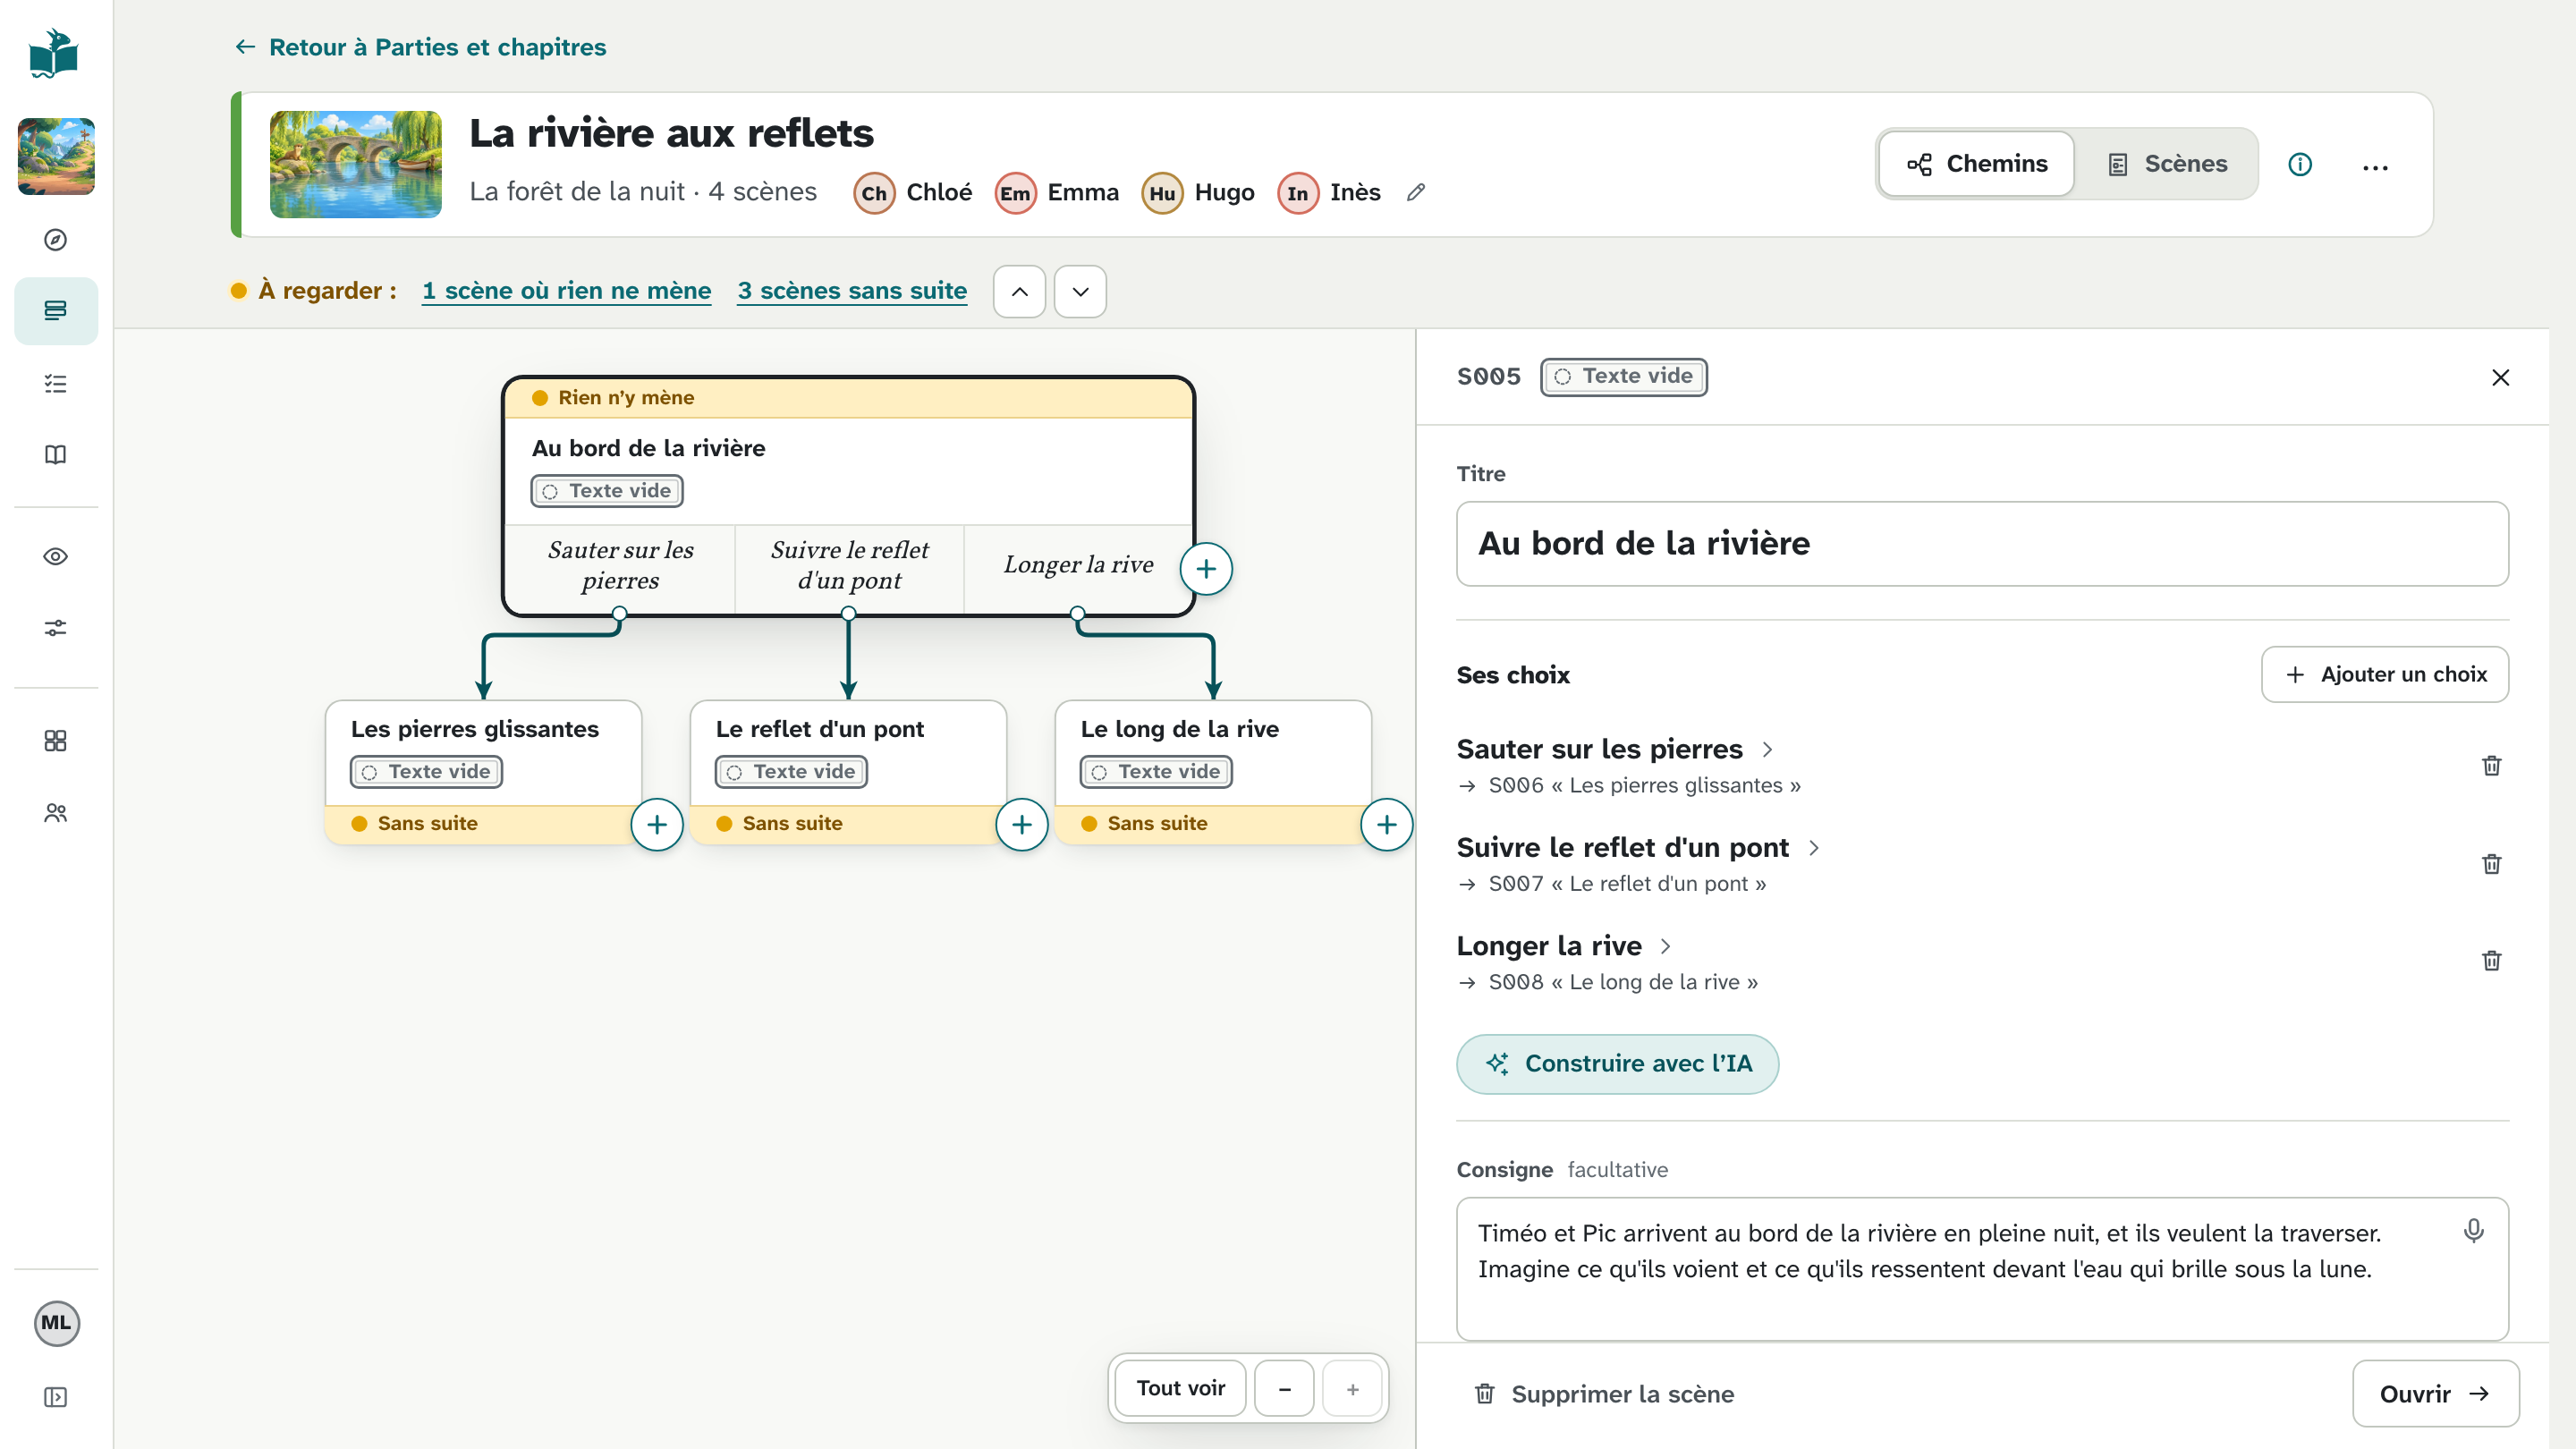 Retour à Parties et chapitres
La rivière aux reflets
La forêt de la nuit · 4 scènes
Ch Chloé
Em Emma
Hu Hugo
In Inès
Chemins
Scènes
À regarder :
1 scène où rien ne mène
3 scènes sans suite
Rien n’y mène
Au bord de la rivière
Texte vide
Sauter sur les
pierres
Suivre le reflet
d'un pont
Longer la rive
Les pierres glissantes
Texte vide
Sans suite
Le reflet d'un pont
Texte vide
Sans suite
Le long de la rive
Texte vide
Sans suite
Tout voir
S005
Texte vide
Titre
Au bord de la rivière
Ses choix
Ajouter un choix
Sauter sur les pierres
→ S006 « Les pierres glissantes »
Suivre le reflet d'un pont
→ S007 « Le reflet d'un pont »
Longer la rive
→ S008 « Le long de la rive »
Construire avec l’IA
Consigne facultative
Timéo et Pic arrivent au bord de la rivière en pleine nuit, et ils veulent la traverser.
Imagine ce qu'ils voient et ce qu'ils ressentent devant l'eau qui brille sous la lune.
Supprimer la scène
Ouvrir →
ML